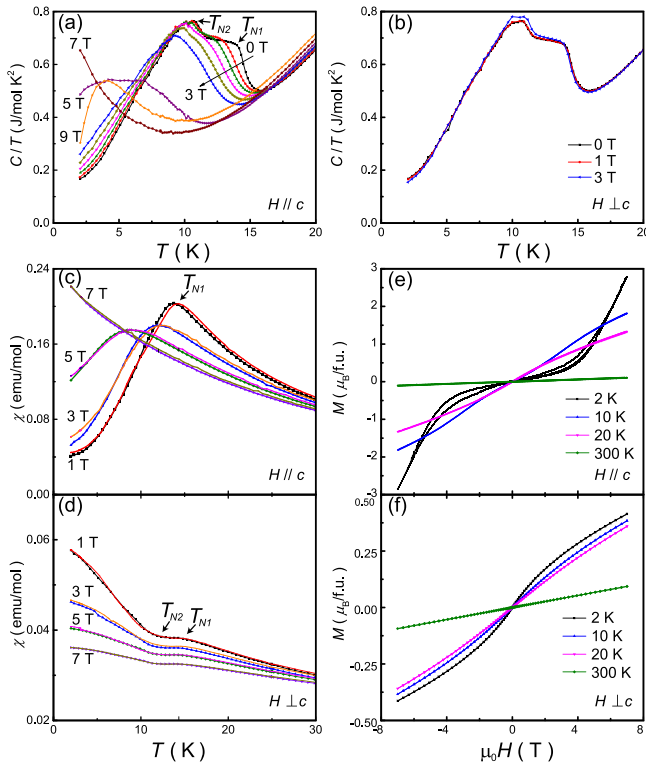 (a)
T_N2
T_N1
7 T
0 T
5 T
3 T
9 T
H // c
C / T (J/mol K²)
0.8
0.6
0.4
0.2
0.0
0 5 10 15 20
T ( K )
(b)
0 T
1 T
3 T
H ⊥ c
C / T (J/mol K²)
0.8
0.6
0.4
0.2
0.0
0 5 10 15 20
T ( K )
(c)
T_N1
7 T
5 T
3 T
1 T
H // c
χ (emu/mol)
0.24
0.16
0.08
0.00
(e)
2 K
10 K
20 K
300 K
H // c
M (μ_B/f.u.)
3
2
1
0
-1
-2
-3
(d)
1 T
3 T
5 T
7 T
T_N2
T_N1
H ⊥ c
χ (emu/mol)
0.06
0.04
0.02
0 10 20 30
T ( K )
(f)
2 K
10 K
20 K
300 K
H ⊥ c
M (μ_B/f.u.)
0.50
0.25
0.00
-0.25
-0.50
-8 -4 0 4 8
μ₀H ( T )